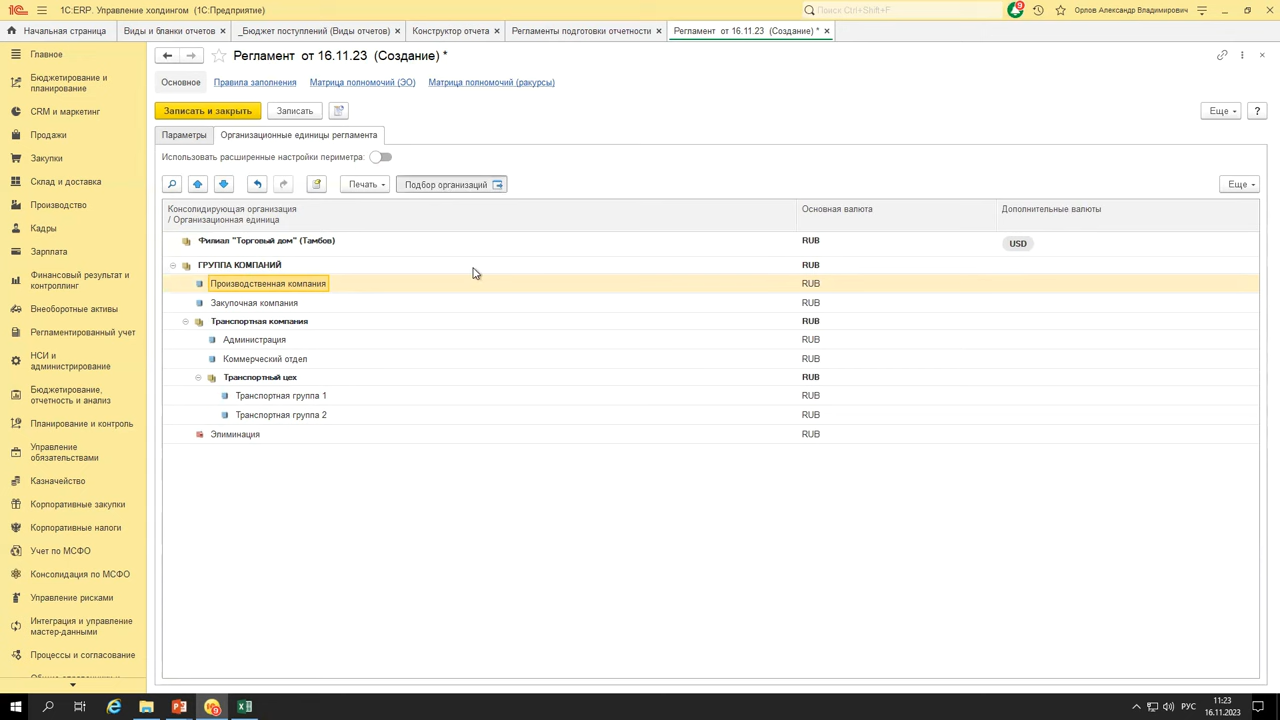 1С:ERP. Управление холдингом (1С:Предприятие)
Поиск Ctrl+Shift+F
9
Орлов Александр Владимирович
Начальная страница
Виды и бланки отчетов ×
_Бюджет поступлений (Виды отчетов) ×
Конструктор отчета ×
Регламенты подготовки отчетности ×
Регламент от 16.11.23 (Создание) * ×
Главное
Бюджетирование и
планирование
CRM и маркетинг
Продажи
Закупки
Склад и доставка
Производство
Кадры
Зарплата
Финансовый результат и
контроллинг
Внеоборотные активы
Регламентированный учет
НСИ и
администрирование
Бюджетирование,
отчетность и анализ
Планирование и контроль
Управление
обязательствами
Казначейство
Корпоративные закупки
Корпоративные налоги
Учет по МСФО
Консолидация по МСФО
Управление рисками
Интеграция и управление
мастер-данными
Процессы и согласование
Регламент от 16.11.23 (Создание) *
Основное
Правила заполнения
Матрица полномочий (ЭО)
Матрица полномочий (ракурсы)
Записать и закрыть
Записать
Еще
?
Параметры
Организационные единицы регламента
Использовать расширенные настройки периметра:
Печать
Подбор организаций
Еще
Консолидирующая организация
/ Организационная единица
Основная валюта
Дополнительные валюты
Филиал "Торговый дом" (Тамбов) RUB USD
ГРУППА КОМПАНИЙ RUB
Производственная компания RUB
Закупочная компания RUB
Транспортная компания RUB
Администрация RUB
Коммерческий отдел RUB
Транспортный цех RUB
Транспортная группа 1 RUB
Транспортная группа 2 RUB
Элиминация RUB
9
РУС
11:23
16.11.2023